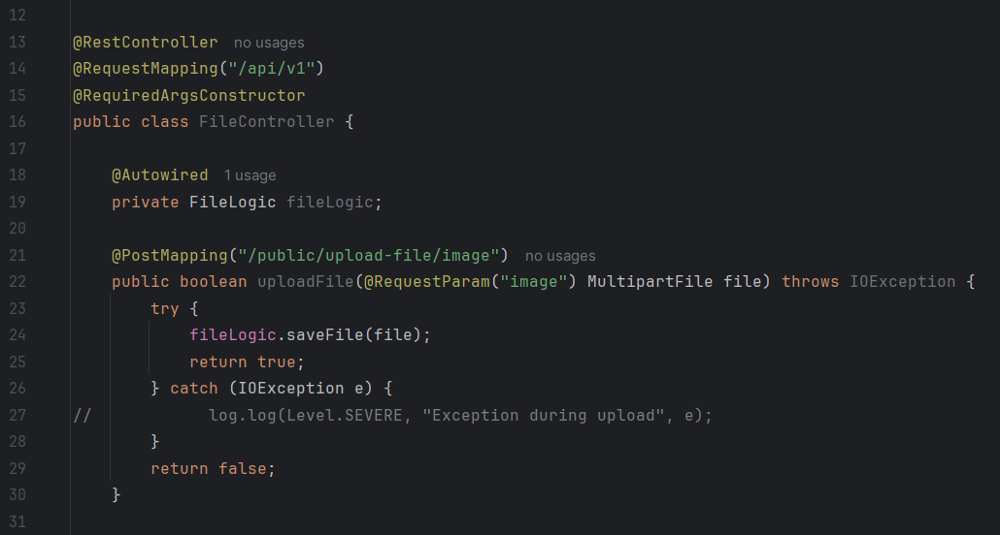 12
13 @RestController no usages
14 @RequestMapping("/api/v1")
15 @RequiredArgsConstructor
16 public class FileController {
17
18 @Autowired 1 usage
19 private FileLogic fileLogic;
20
21 @PostMapping("/public/upload-file/image") no usages
22 public boolean uploadFile(@RequestParam("image") MultipartFile file) throws IOException {
23 try {
24 fileLogic.saveFile(file);
25 return true;
26 } catch (IOException e) {
27 // log.log(Level.SEVERE, "Exception during upload", e);
28 }
29 return false;
30 }
31